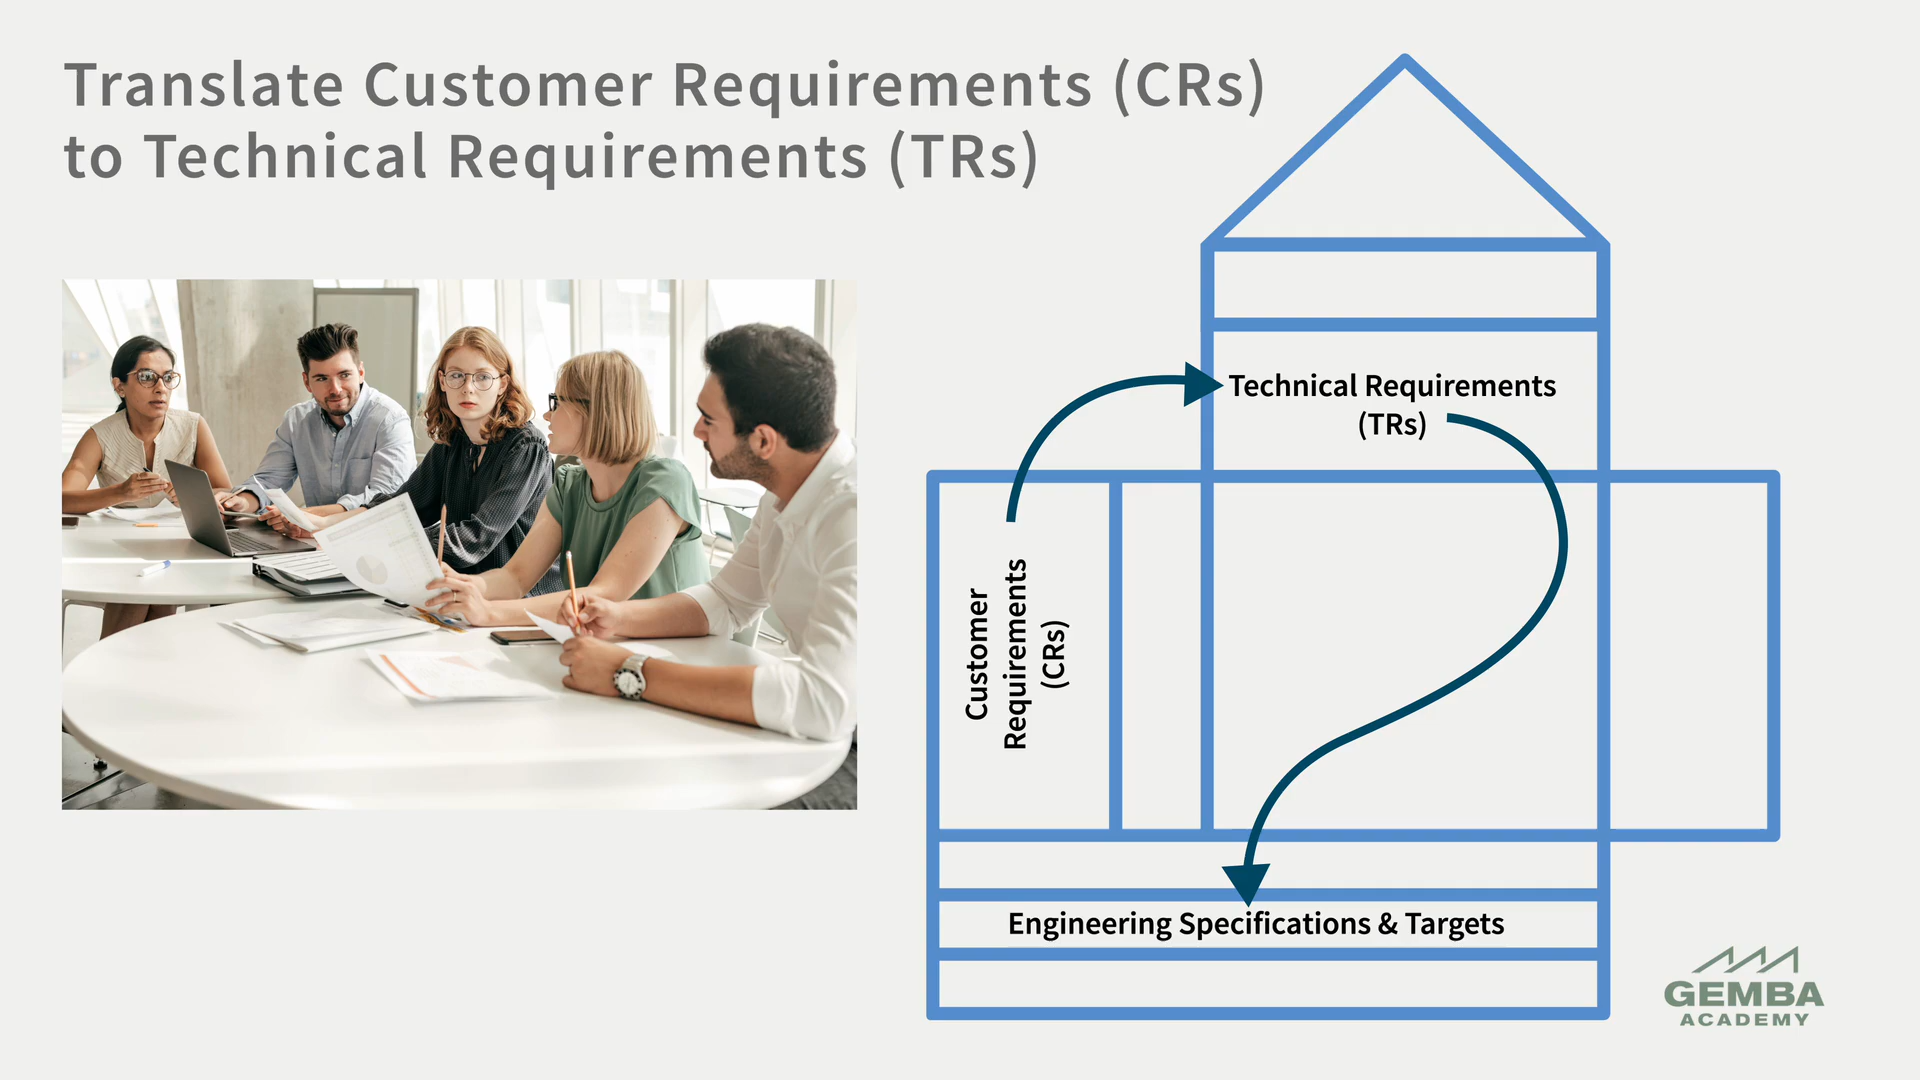 Translate Customer Requirements (CRs)
to Technical Requirements (TRs)
Technical Requirements
(TRs)
Customer
Requirements
(CRs)
Engineering Specifications & Targets
GEMBA
ACADEMY